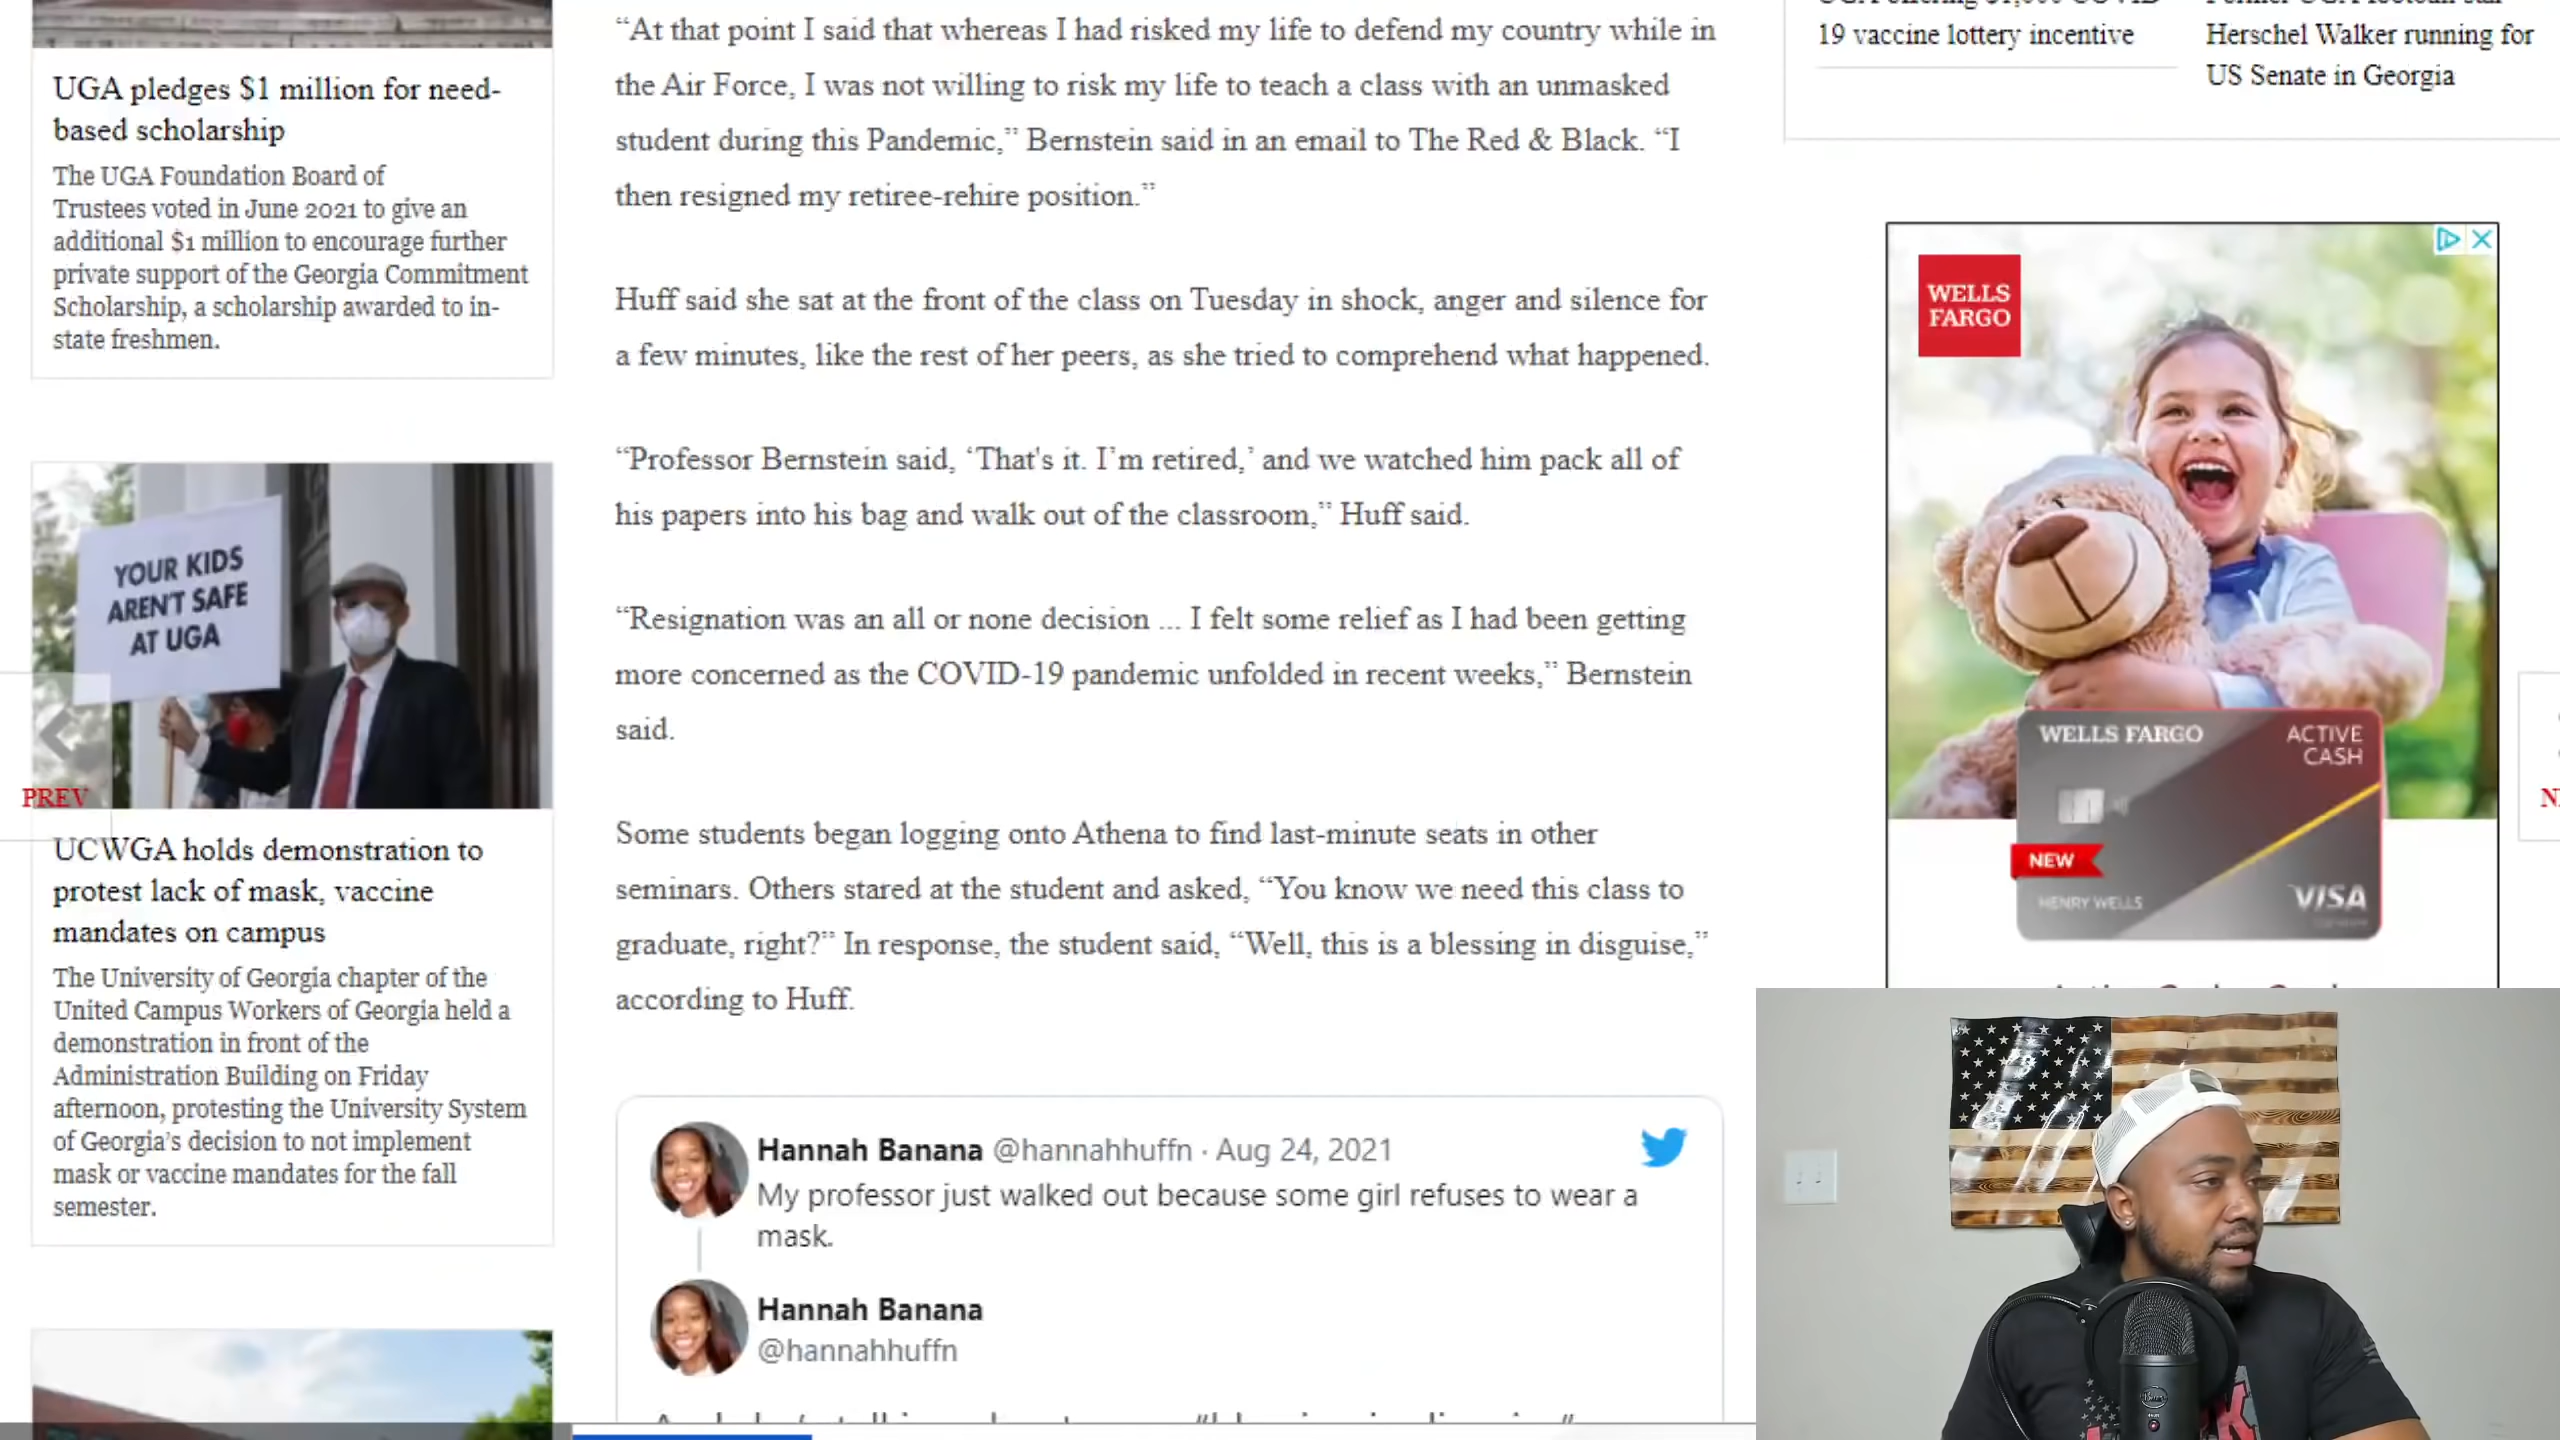 UGA pledges $1 million for need-
based scholarship
The UGA Foundation Board of
Trustees voted in June 2021 to give an
additional $1 million to encourage further
private support of the Georgia Commitment
Scholarship, a scholarship awarded to in-
state freshmen.
YOUR KIDS
AREN'T SAFE
AT UGA
PREV
UCWGA holds demonstration to
protest lack of mask, vaccine
mandates on campus
The University of Georgia chapter of the
United Campus Workers of Georgia held a
demonstration in front of the
Administration Building on Friday
afternoon, protesting the University System
of Georgia’s decision to not implement
mask or vaccine mandates for the fall
semester.
“At that point I said that whereas I had risked my life to defend my country while in
the Air Force, I was not willing to risk my life to teach a class with an unmasked
student during this Pandemic,” Bernstein said in an email to The Red & Black. “I
then resigned my retiree-rehire position.”
Huff said she sat at the front of the class on Tuesday in shock, anger and silence for
a few minutes, like the rest of her peers, as she tried to comprehend what happened.
“Professor Bernstein said, ‘That's it. I’m retired,’ and we watched him pack all of
his papers into his bag and walk out of the classroom,” Huff said.
“Resignation was an all or none decision ... I felt some relief as I had been getting
more concerned as the COVID-19 pandemic unfolded in recent weeks,” Bernstein
said.
Some students began logging onto Athena to find last-minute seats in other
seminars. Others stared at the student and asked, “You know we need this class to
graduate, right?” In response, the student said, “Well, this is a blessing in disguise,”
according to Huff.
Hannah Banana @hannahhuffn · Aug 24, 2021
My professor just walked out because some girl refuses to wear a
mask.
Hannah Banana
@hannahhuffn
19 vaccine lottery incentive
Herschel Walker running for
US Senate in Georgia
WELLS
FARGO
WELLS FARGO
ACTIVE
CASH
NEW
HENRY WELLS
VISA